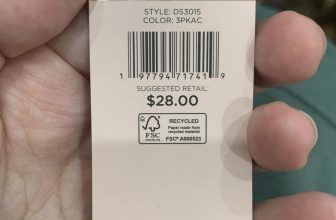 STYLE: DS3015
COLOR: 3PKAC
1 97794 71741 9
SUGGESTED RETAIL:
$28.00
RECYCLED
Paper made from
recycled material
FSC
FSC® A000523